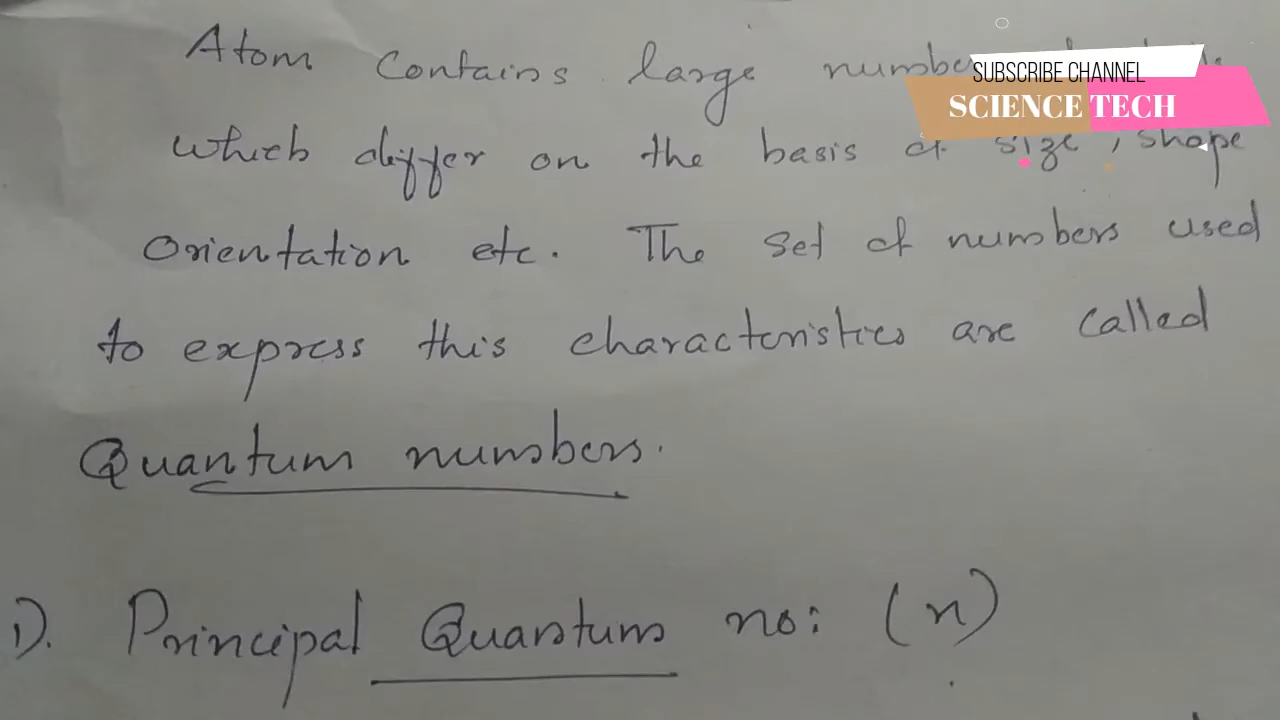 Atom contains large number
SUBSCRIBE CHANNEL
SCIENCE TECH
which differ on the basis of size, shape
orientation etc. The set of numbers used
to express this characteristics are called
Quantum numbers.
1). Principal Quantum no: (n)